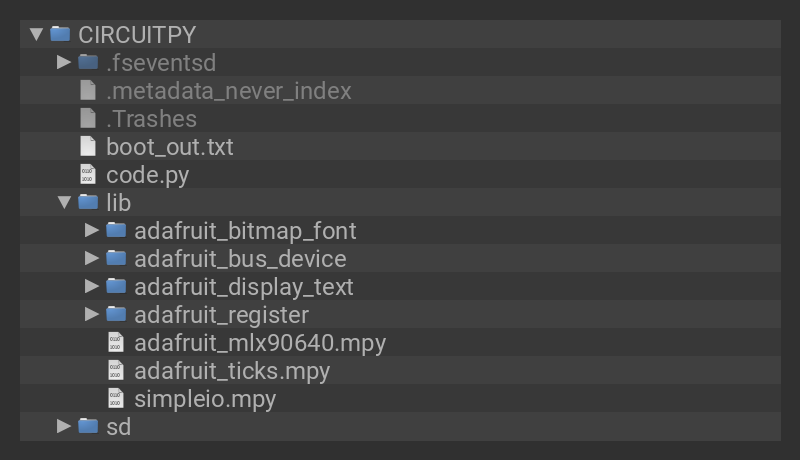 CIRCUITPY
.fseventsd
.metadata_never_index
.Trashes
boot_out.txt
code.py
lib
adafruit_bitmap_font
adafruit_bus_device
adafruit_display_text
adafruit_register
adafruit_mlx90640.mpy
adafruit_ticks.mpy
simpleio.mpy
sd